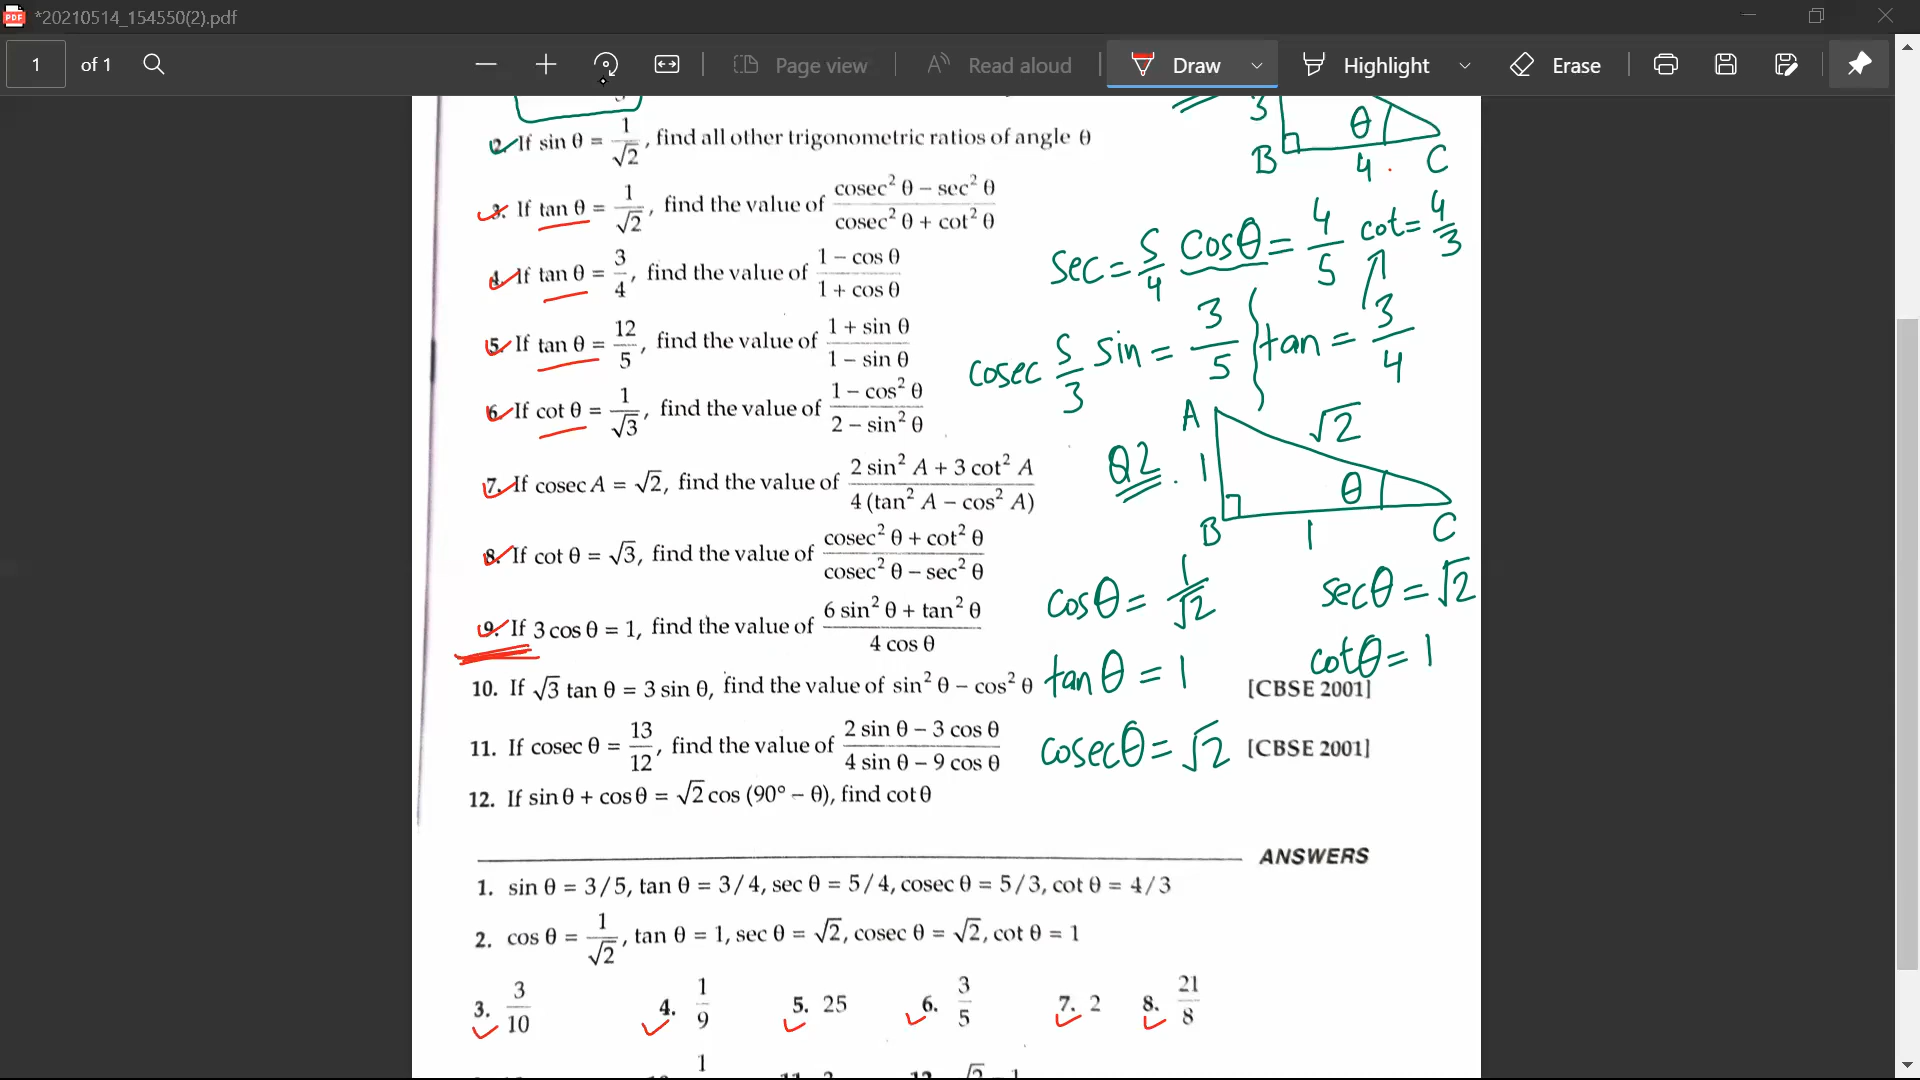 *20210514_154550(2).pdf
1 of 1 Page view Read aloud Draw Highlight Erase
2. If sin θ = 1/√2, find all other trigonometric ratios of angle θ
3. If tan θ = 1/√2, find the value of (cosec² θ – sec² θ)/(cosec² θ + cot² θ)
4. If tan θ = 3/4, find the value of (1 – cos θ)/(1 + cos θ)
5. If tan θ = 12/5, find the value of (1 + sin θ)/(1 – sin θ)
6. If cot θ = 1/√3, find the value of (1 – cos² θ)/(2 – sin² θ)
7. If cosec A = √2, find the value of (2 sin² A + 3 cot² A)/(4 (tan² A – cos² A))
8. If cot θ = √3, find the value of (cosec² θ + cot² θ)/(cosec² θ – sec² θ)
9. If 3 cos θ = 1, find the value of (6 sin² θ + tan² θ)/(4 cos θ)
10. If √3 tan θ = 3 sin θ, find the value of sin² θ – cos² θ [CBSE 2001]
11. If cosec θ = 13/12, find the value of (2 sin θ – 3 cos θ)/(4 sin θ – 9 cos θ) [CBSE 2001]
12. If sin θ + cos θ = √2 cos (90° – θ), find cot θ
3 θ
B 4 C
sec = 5/4 cosθ = 4/5 cot = 4/3
cosec 5/3 sin = 3/5 tan = 3/4
A √2
Q2. 1 θ
B 1 C
cosθ = 1/√2 secθ = √2
tanθ = 1 cotθ = 1
cosecθ = √2
ANSWERS
1. sin θ = 3/5, tan θ = 3/4, sec θ = 5/4, cosec θ = 5/3, cot θ = 4/3
2. cos θ = 1/√2, tan θ = 1, sec θ = √2, cosec θ = √2, cot θ = 1
3. 3/10 4. 1/9 5. 25 6. 3/5 7. 2 8. 21/8